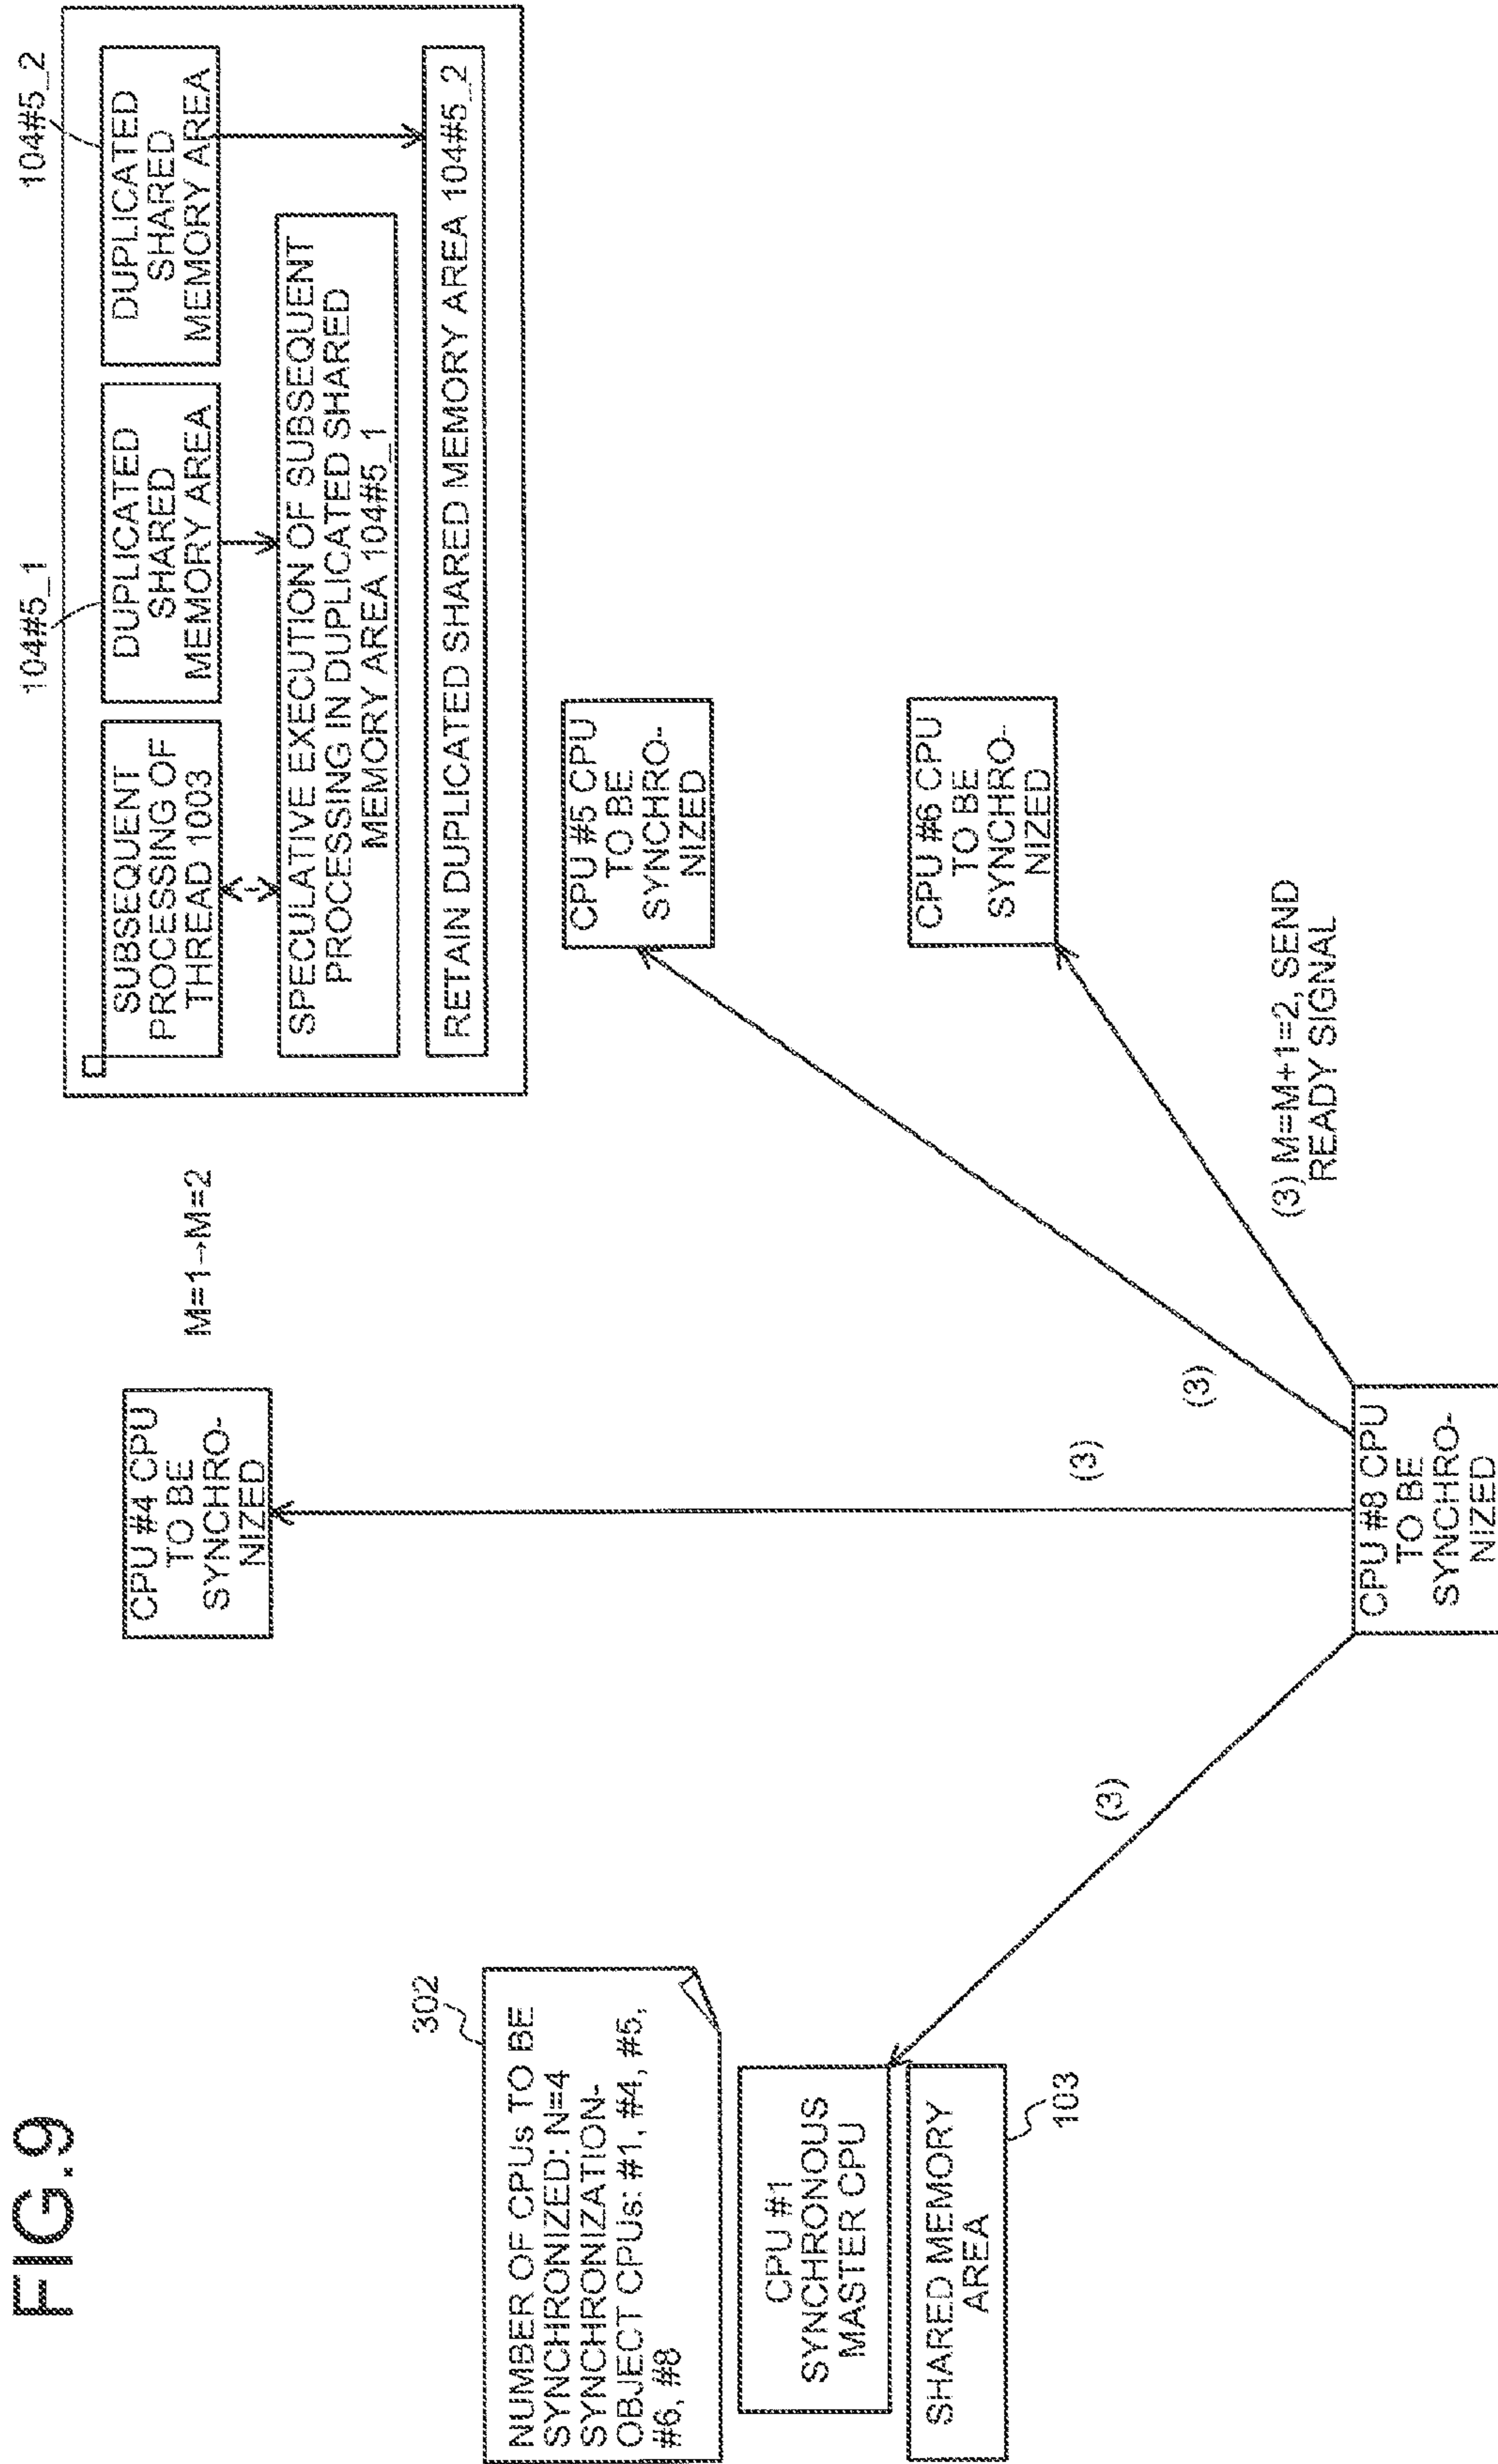 FIG.9
302
NUMBER OF CPUs TO BE
SYNCHRONIZED: N=4
SYNCHRONIZATION-
OBJECT CPUs: #1, #4, #5,
#6, #8
CPU #1
SYNCHRONOUS
MASTER CPU
SHARED MEMORY
AREA
103
(3)
CPU #4 CPU
TO BE
SYNCHRO-
NIZED
M=1→M=2
(3)
(3)
CPU #8 CPU
TO BE
SYNCHRO-
NIZED
(3) M=M+1=2, SEND
READY SIGNAL
104#5_1
104#5_2
SUBSEQUENT
PROCESSING OF
THREAD 1003
DUPLICATED
SHARED
MEMORY AREA
DUPLICATED
SHARED
MEMORY AREA
SPECULATIVE EXECUTION OF SUBSEQUENT
PROCESSING IN DUPLICATED SHARED
MEMORY AREA 104#5_1
RETAIN DUPLICATED SHARED MEMORY AREA 104#5_2
CPU #5 CPU
TO BE
SYNCHRO-
NIZED
CPU #6 CPU
TO BE
SYNCHRO-
NIZED